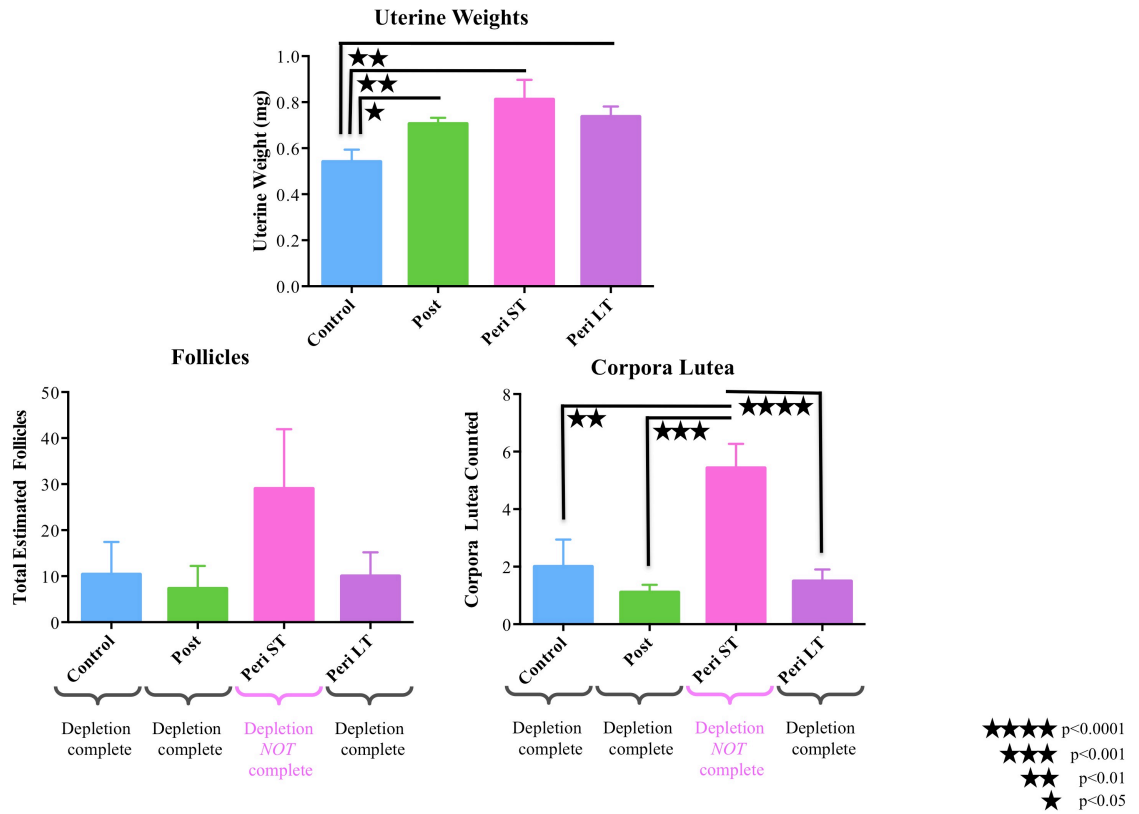 Uterine Weights
Uterine Weight (mg)
1.0
0.8
0.6
0.4
0.2
0.0
★★
★★
★
Control
Post
Peri ST
Peri LT
Follicles
Total Estimated Follicles
50
40
30
20
10
0
Control
Post
Peri ST
Peri LT
Depletion
complete
Depletion
complete
Depletion
NOT
complete
Depletion
complete
Corpora Lutea
Corpora Lutea Counted
8
6
4
2
0
★★
★★★
★★★★
Control
Post
Peri ST
Peri LT
Depletion
complete
Depletion
complete
Depletion
NOT
complete
Depletion
complete
★★★★ p<0.0001
★★★ p<0.001
★★ p<0.01
★ p<0.05